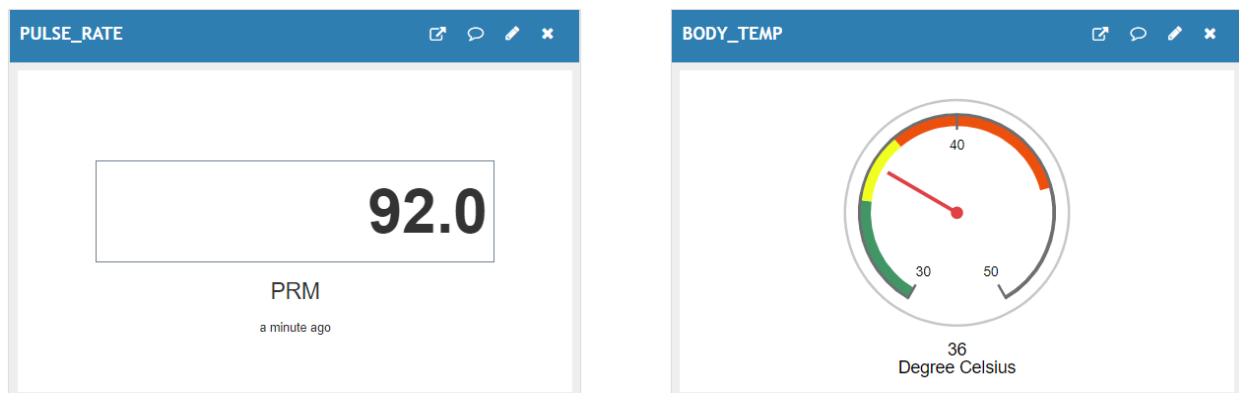 PULSE_RATE
92.0
PRM
a minute ago
BODY_TEMP
40
30 50
36
Degree Celsius